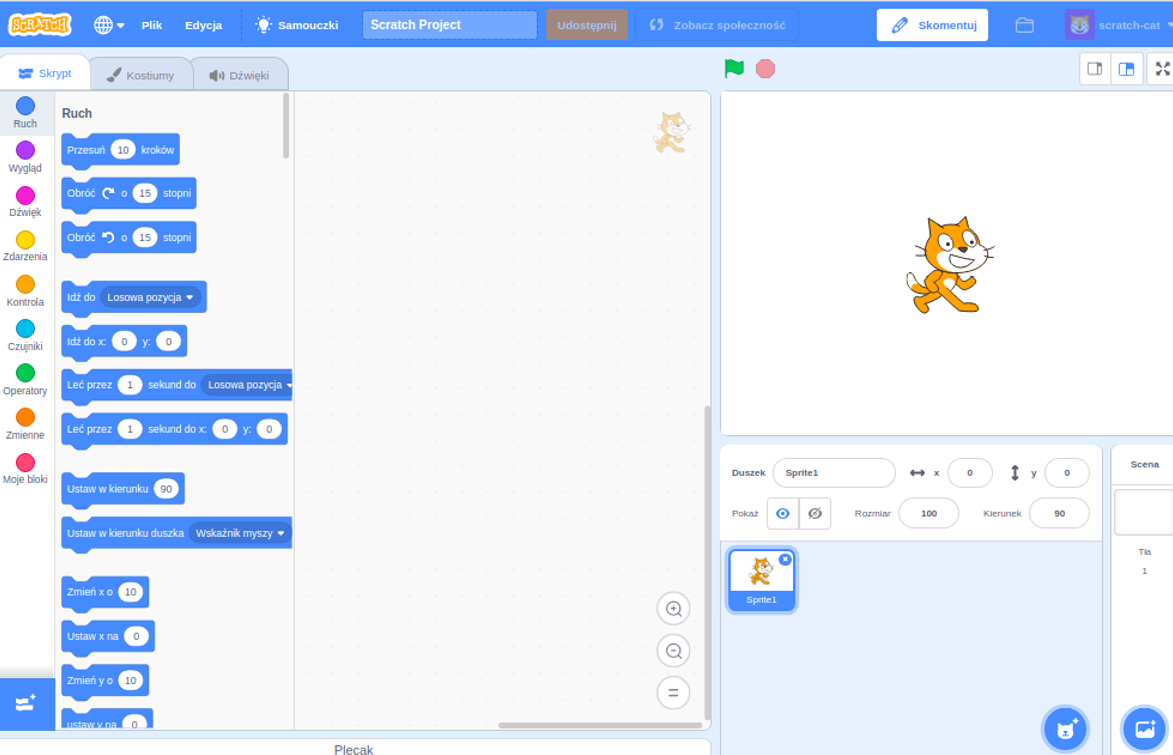 SCRATCH Plik Edycja Samouczki Scratch Project Udostępnij Zobacz społeczność Skomentuj scratch-cat
Skrypt Kostiumy Dźwięki
Ruch
Wygląd
Dźwięk
Zdarzenia
Kontrola
Czujniki
Operatory
Zmienne
Moje bloki
Ruch
Przesuń 10 kroków
Obróć o 15 stopni
Obróć o 15 stopni
Idź do Losowa pozycja
Idź do x: 0 y: 0
Leć przez 1 sekund do Losowa pozycja
Leć przez 1 sekund do x: 0 y: 0
Ustaw w kierunku 90
Ustaw w kierunku duszka Wskaźnik myszy
Zmień x o 10
Ustaw x na 0
Zmień y o 10
ustaw y na 0
Plecak
Duszek Sprite1 x 0 y 0
Pokaż Rozmiar 100 Kierunek 90
Sprite1
Scena
Tła
1